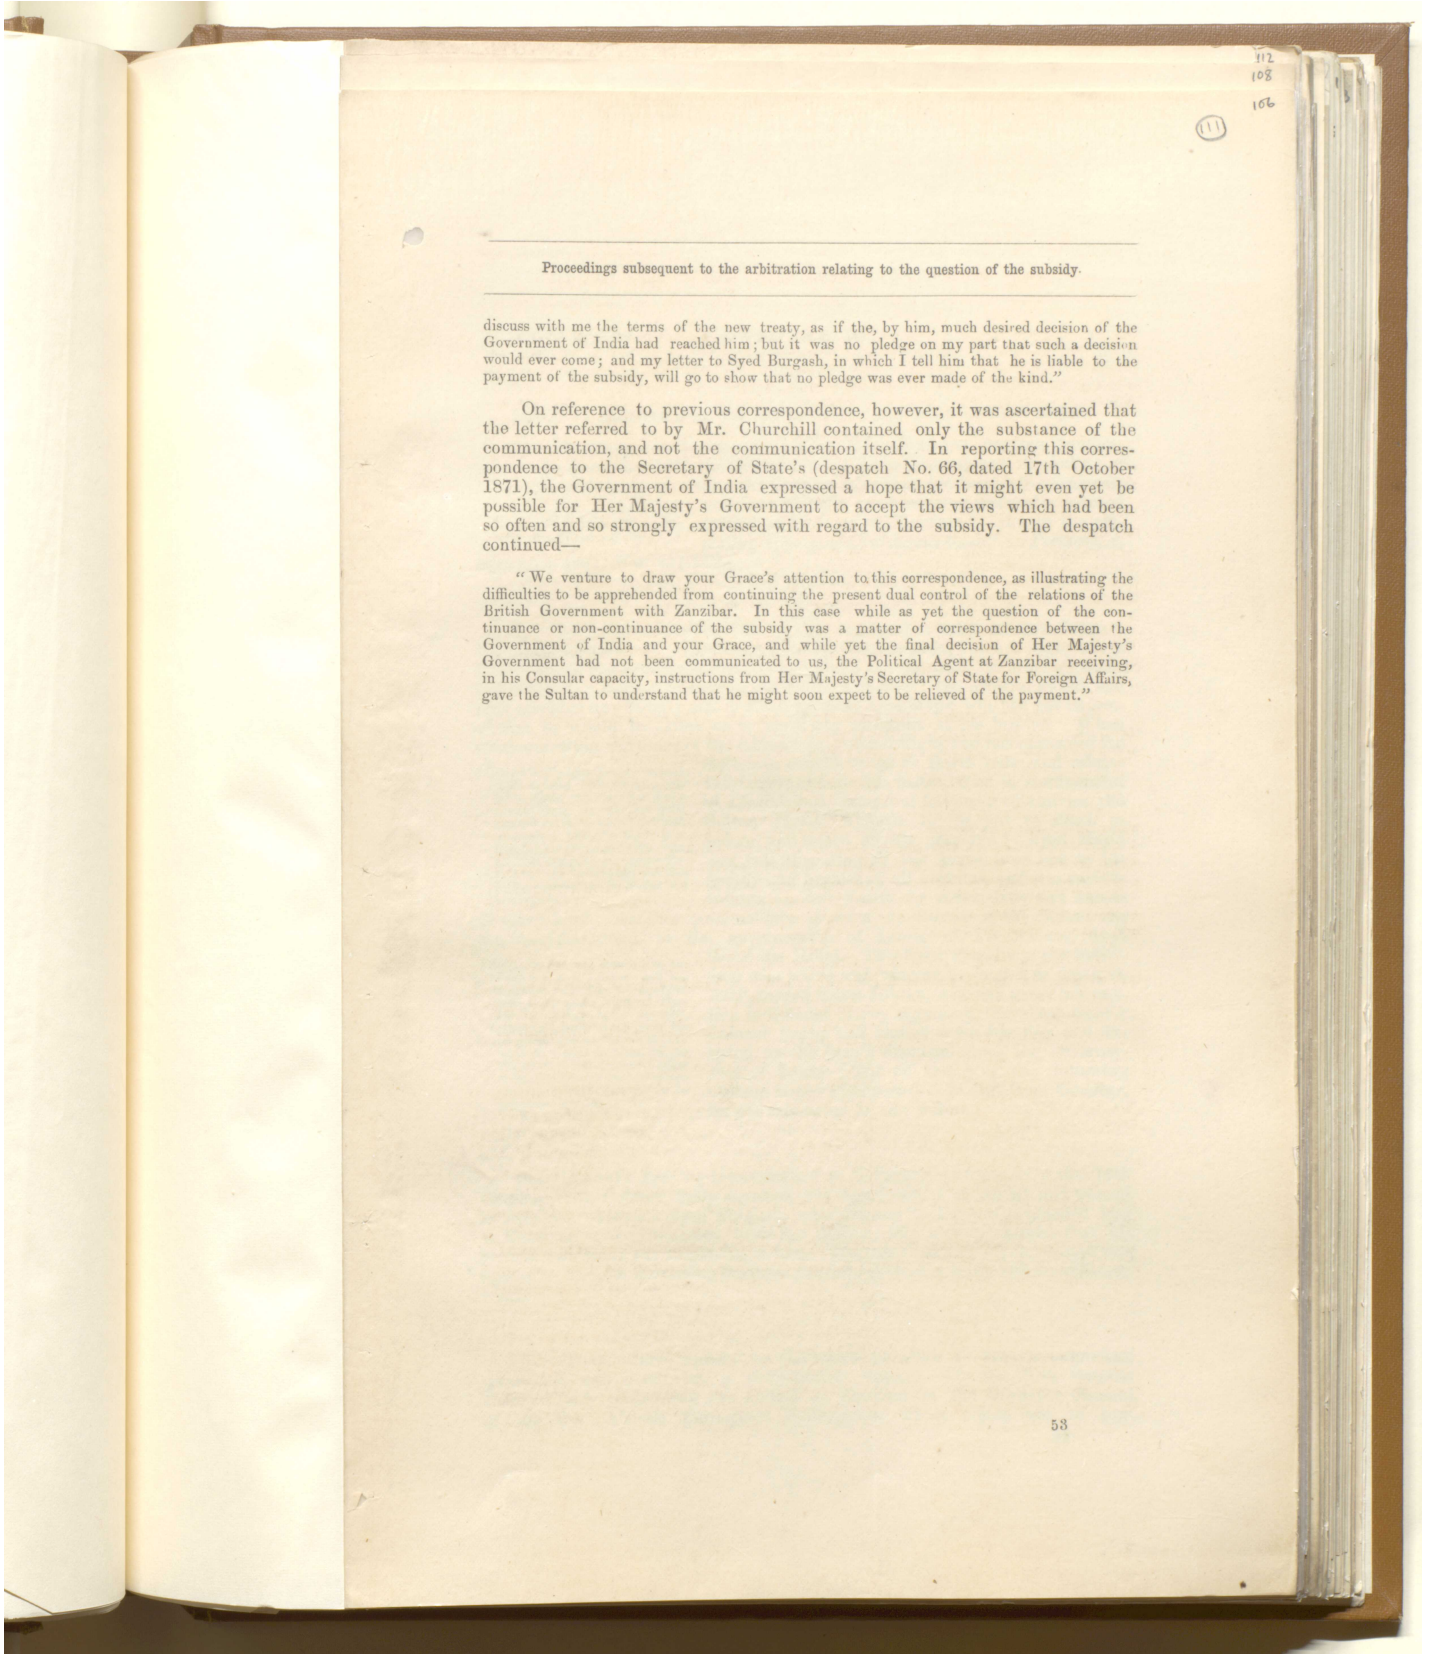 112
108
106
111
Proceedings subsequent to the arbitration relating to the question of the subsidy.
discuss with me the terms of the new treaty, as if the, by him, much desired decision of the
Government of India had reached him; but it was no pledge on my part that such a decision
would ever come; and my letter to Syed Burgash, in which I tell him that he is liable to the
payment of the subsidy, will go to show that no pledge was ever made of the kind.”
On reference to previous correspondence, however, it was ascertained that
the letter referred to by Mr. Churchill contained only the substance of the
communication, and not the communication itself. In reporting this corres-
pondence to the Secretary of State's (despatch No. 66, dated 17th October
1871), the Government of India expressed a hope that it might even yet be
possible for Her Majesty's Government to accept the views which had been
so often and so strongly expressed with regard to the subsidy. The despatch
continued—
“We venture to draw your Grace's attention to this correspondence, as illustrating the
difficulties to be apprehended from continuing the present dual control of the relations of the
British Government with Zanzibar. In this case while as yet the question of the con-
tinuance or non-continuance of the subsidy was a matter of correspondence between the
Government of India and your Grace, and while yet the final decision of Her Majesty's
Government had not been communicated to us, the Political Agent at Zanzibar receiving,
in his Consular capacity, instructions from Her Majesty's Secretary of State for Foreign Affairs,
gave the Sultan to understand that he might soon expect to be relieved of the payment.”
53